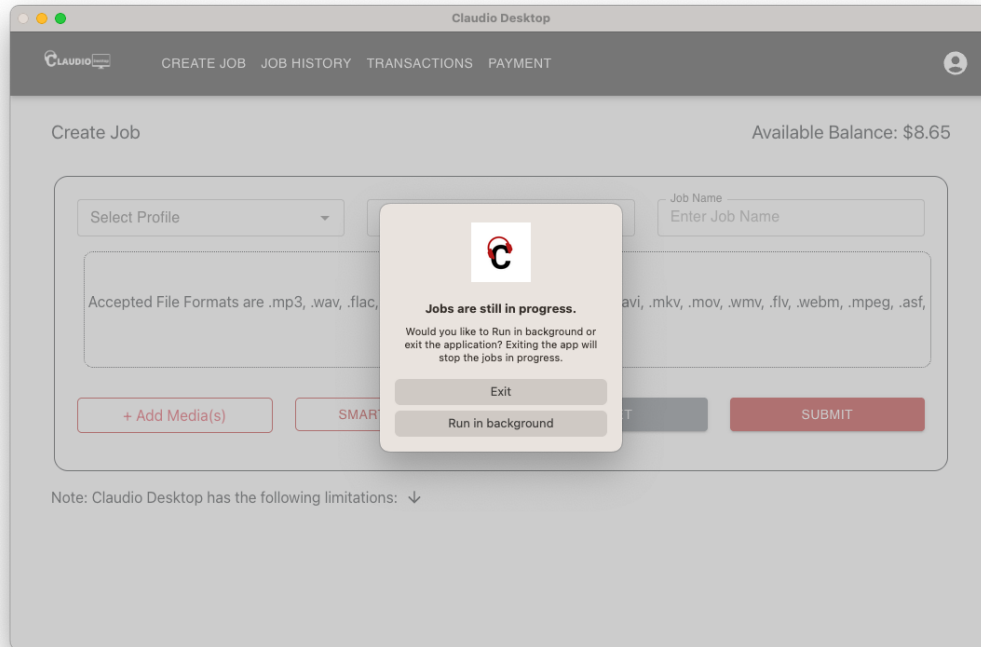 Claudio Desktop
CLAUDIO
CREATE JOB JOB HISTORY TRANSACTIONS PAYMENT
Create Job
Available Balance: $8.65
Select Profile
Job Name
Enter Job Name
Accepted File Formats are .mp3, .wav, .flac,
avi, .mkv, .mov, .wmv, .flv, .webm, .mpeg, .asf,
C
Jobs are still in progress.
Would you like to Run in background or
exit the application? Exiting the app will
stop the jobs in progress.
Exit
Run in background
+ Add Media(s)
SMAR
T
SUBMIT
Note: Claudio Desktop has the following limitations: